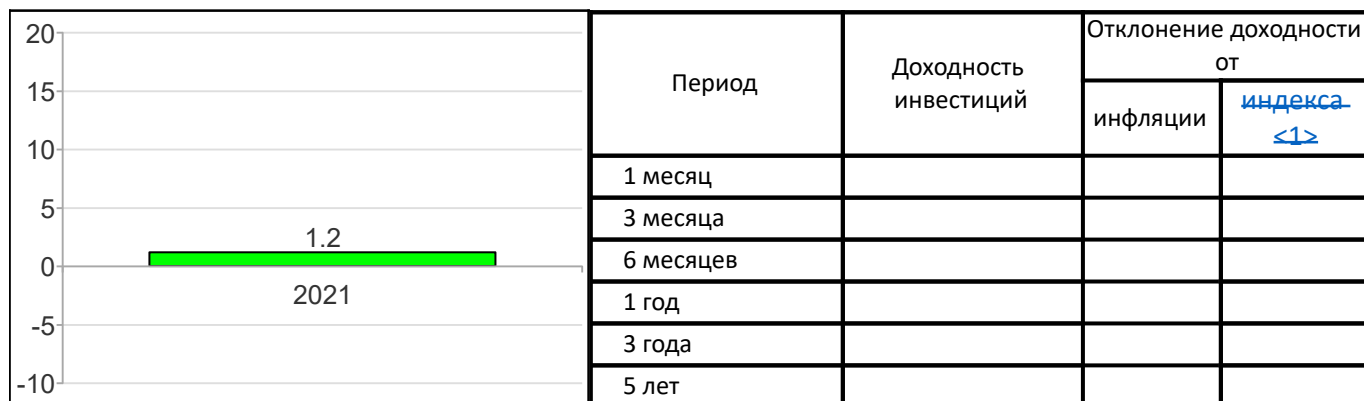 20
15
10
5
0
-5
-10
1.2
2021
Период
Доходность
инвестиций
Отклонение доходности
от
инфляции
индекса
<1>
1 месяц
3 месяца
6 месяцев
1 год
3 года
5 лет